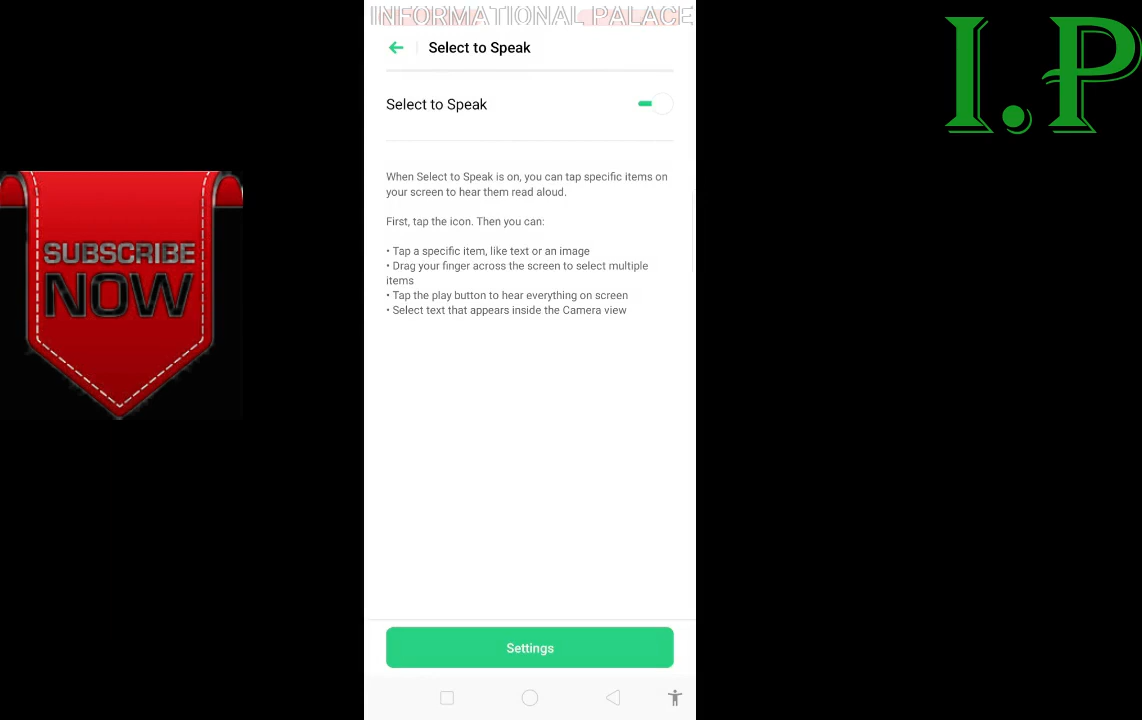 INFORMATIONAL PALACE
I.P
Select to Speak
Select to Speak
When Select to Speak is on, you can tap specific items on
your screen to hear them read aloud.
First, tap the icon. Then you can:
• Tap a specific item, like text or an image
• Drag your finger across the screen to select multiple
items
• Tap the play button to hear everything on screen
• Select text that appears inside the Camera view
SUBSCRIBE
NOW
Settings